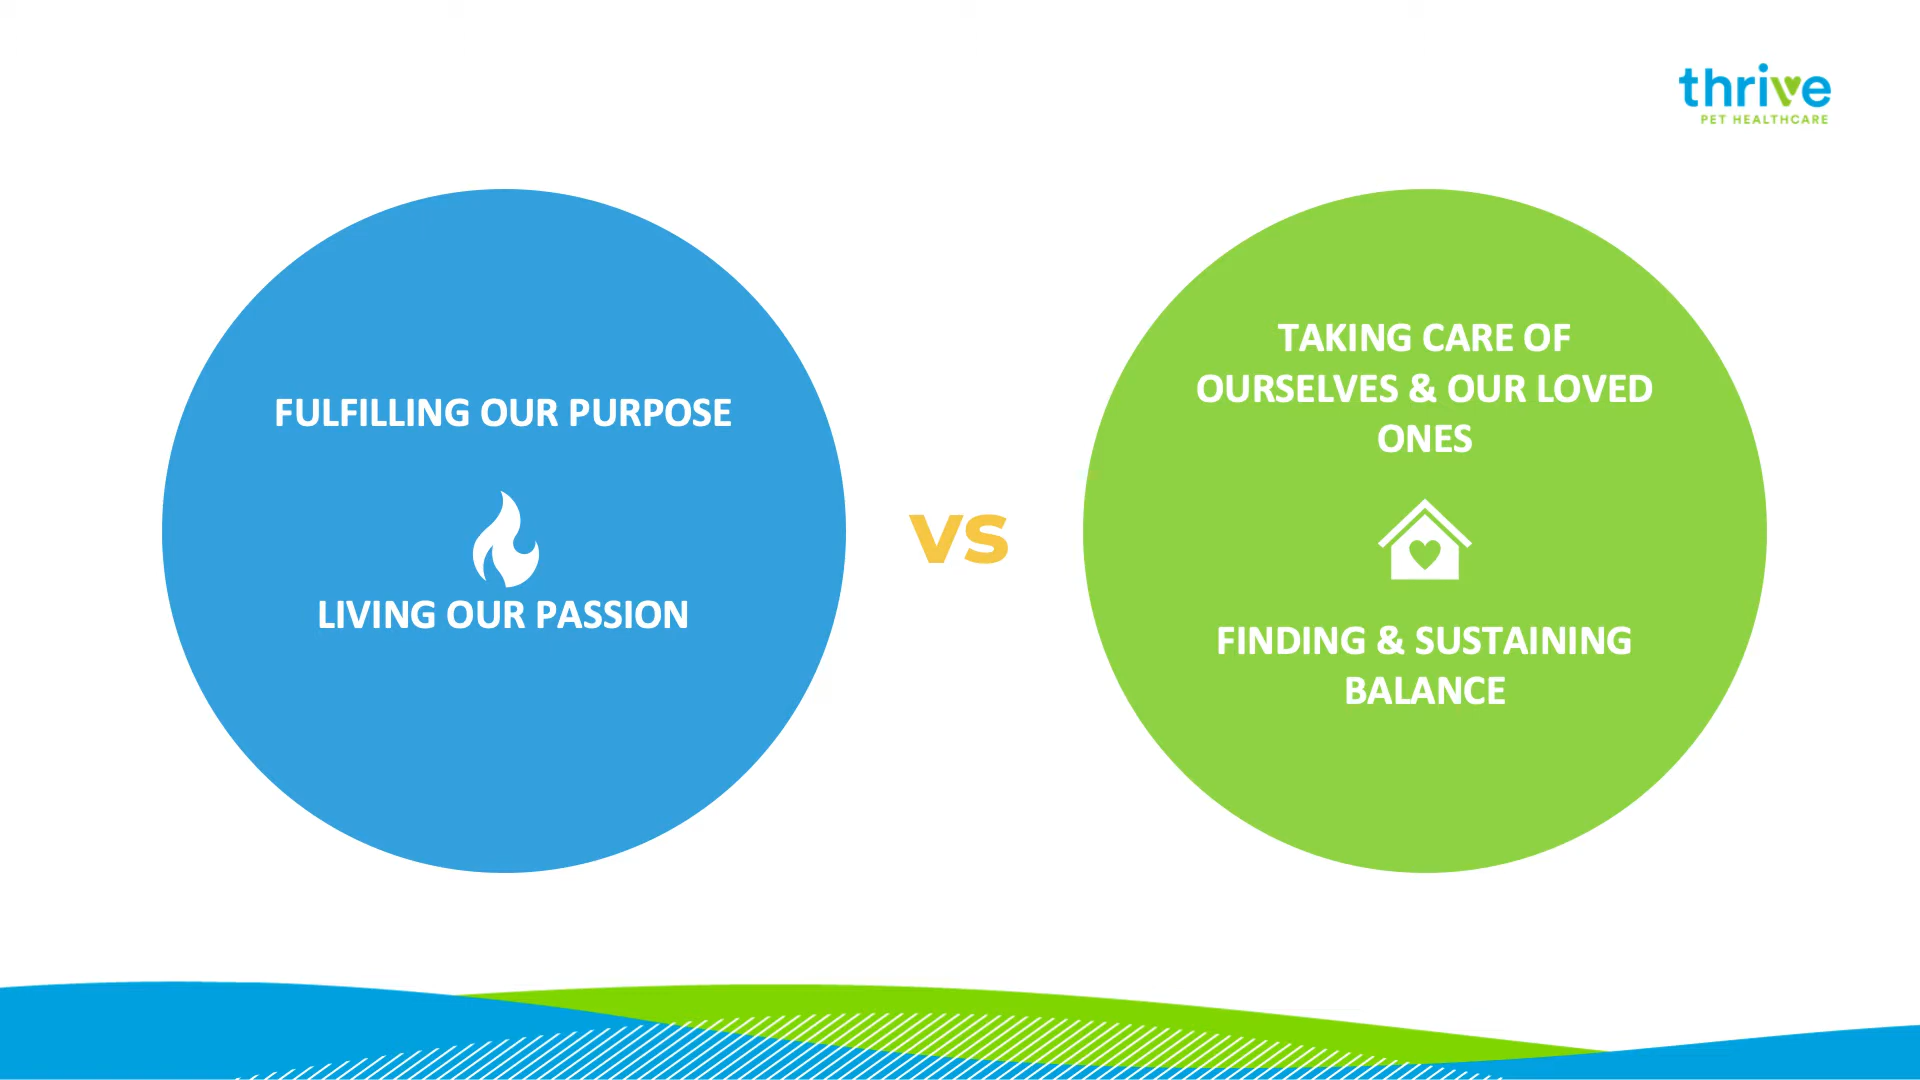 thrive
PET HEALTHCARE
FULFILLING OUR PURPOSE
LIVING OUR PASSION
VS
TAKING CARE OF
OURSELVES & OUR LOVED
ONES
FINDING & SUSTAINING
BALANCE